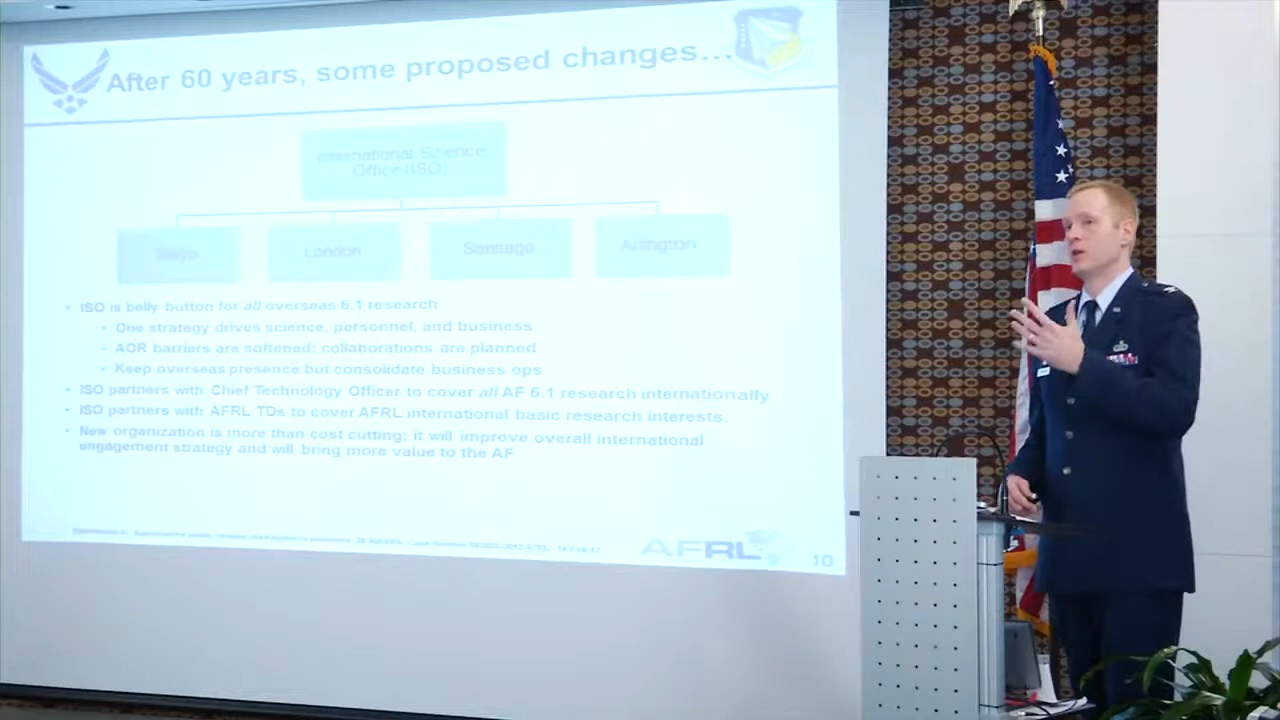 After 60 years, some proposed changes...
International Science
Office (ISO)
Tokyo
London
Santiago
Arlington
• ISO is belly button for all overseas 6.1 research
• One strategy drives science, personnel, and business
• AOR barriers are softened; collaborations are planned
• Keep overseas presence but consolidate business ops
• ISO partners with Chief Technology Officer to cover all AF 6.1 research internationally
• ISO partners with AFRL TDs to cover AFRL international basic research interests.
• New organization is more than cost cutting; it will improve overall international
engagement strategy and will bring more value to the AF
AFRL
10